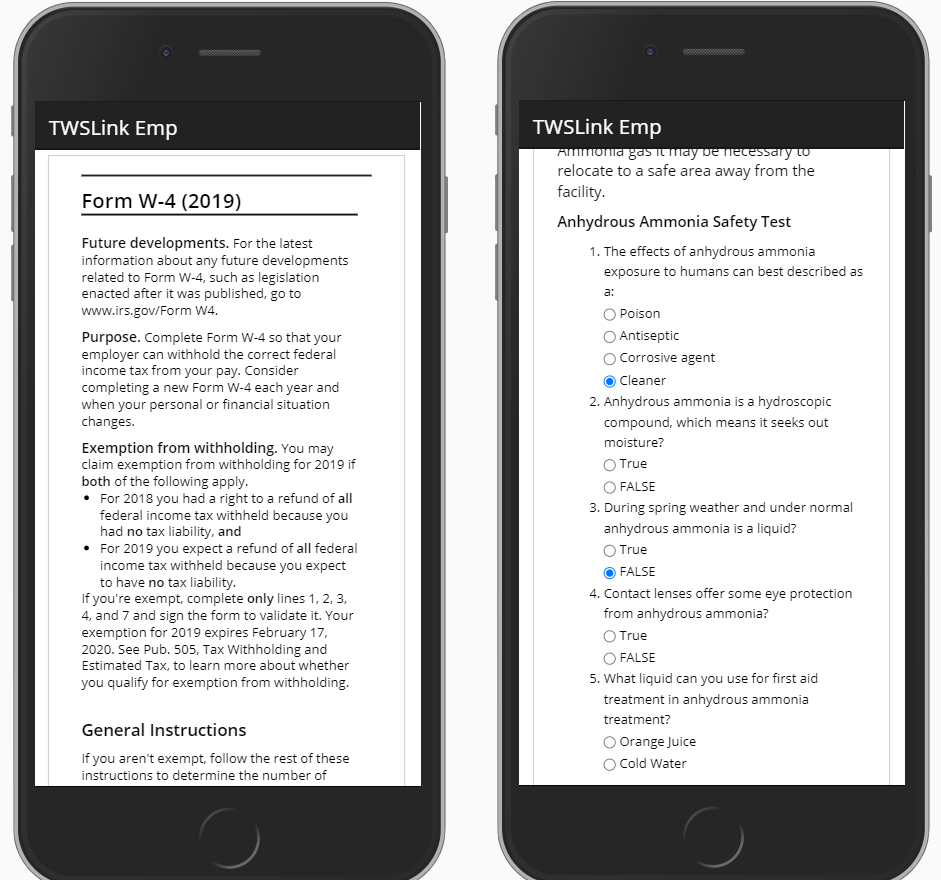 TWSLink Emp
Form W-4 (2019)
Future developments. For the latest
information about any future developments
related to Form W-4, such as legislation
enacted after it was published, go to
www.irs.gov/Form W4.
Purpose. Complete Form W-4 so that your
employer can withhold the correct federal
income tax from your pay. Consider
completing a new Form W-4 each year and
when your personal or financial situation
changes.
Exemption from withholding. You may
claim exemption from withholding for 2019 if
both of the following apply.
• For 2018 you had a right to a refund of all
federal income tax withheld because you
had no tax liability, and
• For 2019 you expect a refund of all federal
income tax withheld because you expect
to have no tax liability.
If you're exempt, complete only lines 1, 2, 3,
4, and 7 and sign the form to validate it. Your
exemption for 2019 expires February 17,
2020. See Pub. 505, Tax Withholding and
Estimated Tax, to learn more about whether
you qualify for exemption from withholding.
General Instructions
If you aren't exempt, follow the rest of these
instructions to determine the number of
TWSLink Emp
Ammonia gas it may be necessary to
relocate to a safe area away from the
facility.
Anhydrous Ammonia Safety Test
1. The effects of anhydrous ammonia
exposure to humans can best described as
a:
Poison
Antiseptic
Corrosive agent
Cleaner
2. Anhydrous ammonia is a hydroscopic
compound, which means it seeks out
moisture?
True
FALSE
3. During spring weather and under normal
anhydrous ammonia is a liquid?
True
FALSE
4. Contact lenses offer some eye protection
from anhydrous ammonia?
True
FALSE
5. What liquid can you use for first aid
treatment in anhydrous ammonia
treatment?
Orange Juice
Cold Water